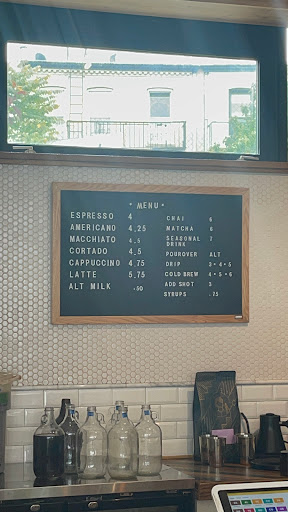 * MENU *
ESPRESSO 4
AMERICANO 4,25
MACCHIATO 4.5
CORTADO 4,5
CAPPUCCINO 4.75
LATTE 5,75
ALT MILK .50
CHAI 6
MATCHA 6
SEASONAL 7
DRINK
POUROVER ALT
DRIP 3 • 4 • 5
COLD BREW 4 • 5 • 6
ADD SHOT 3
SYRUPS .75